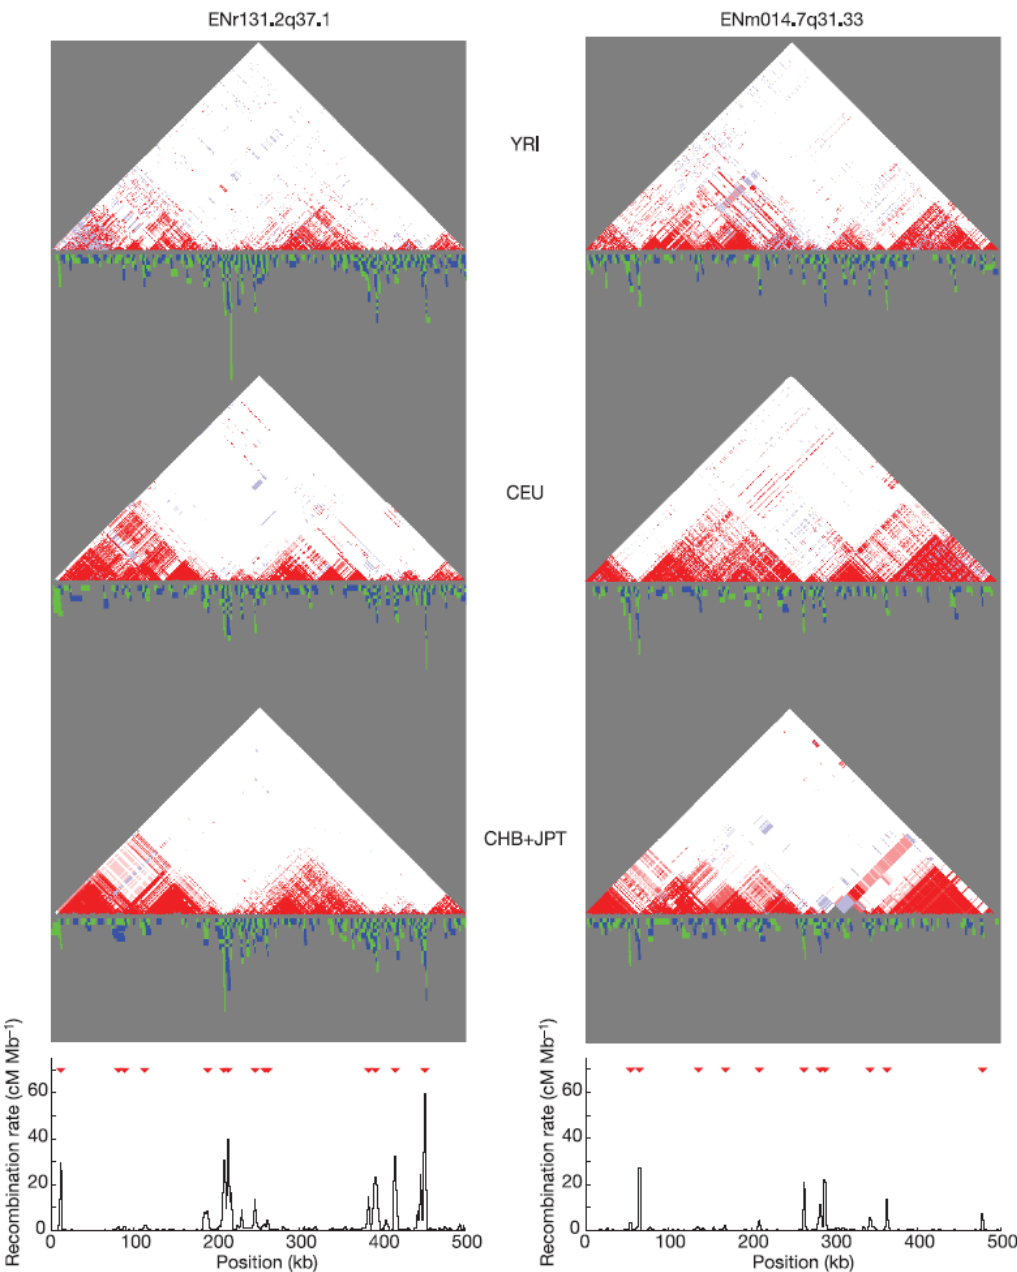 ENr131.2q37.1
ENm014.7q31.33
YRI
CEU
CHB+JPT
Recombination rate (cM Mb⁻¹)
60
40
20
0
0 100 200 300 400 500
Position (kb)
Recombination rate (cM Mb⁻¹)
60
40
20
0
0 100 200 300 400 500
Position (kb)